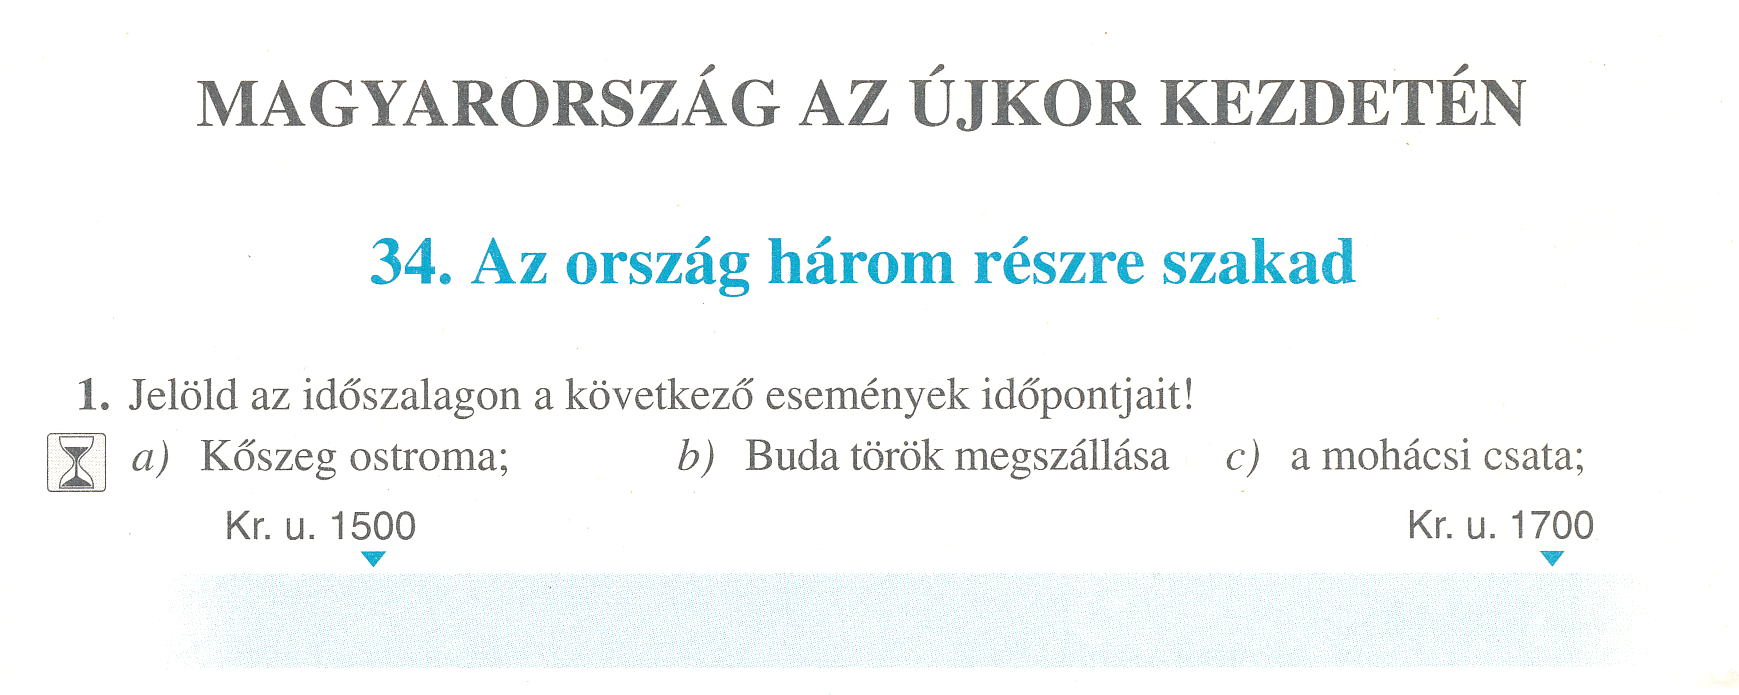 MAGYARORSZÁG AZ ÚJKOR KEZDETÉN
34. Az ország három részre szakad
1. Jelöld az időszalagon a következő események időpontjait!
a) Kőszeg ostroma; b) Buda török megszállása c) a mohácsi csata;
Kr. u. 1500 Kr. u. 1700